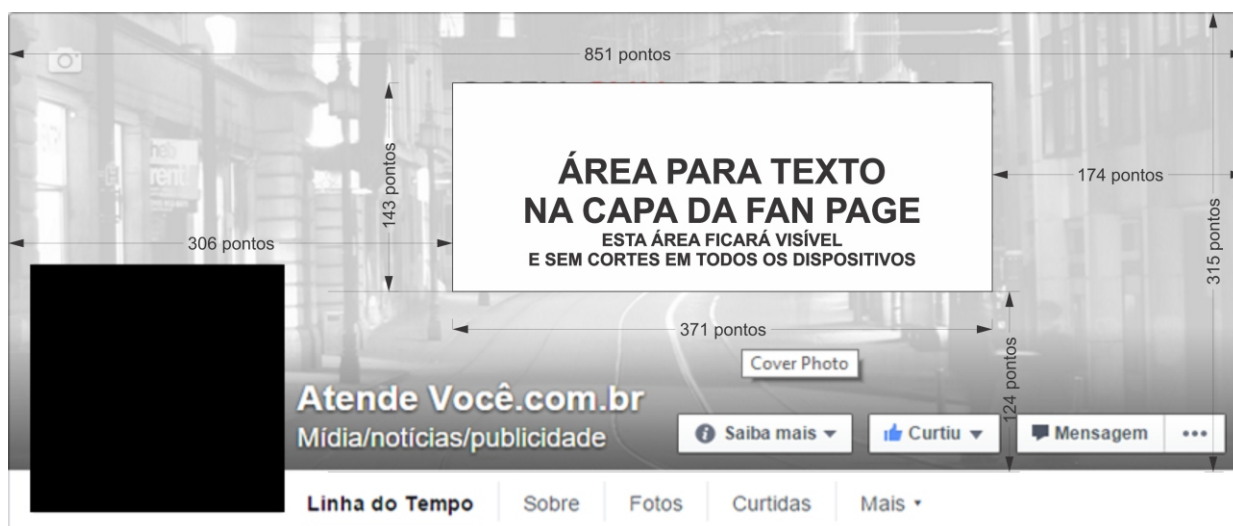 851 pontos
143 pontos
ÁREA PARA TEXTO
NA CAPA DA FAN PAGE
ESTA ÁREA FICARÁ VISÍVEL
E SEM CORTES EM TODOS OS DISPOSITIVOS
174 pontos
306 pontos
315 pontos
371 pontos
124 pontos
rent
Cover Photo
Atende Você.com.br
Mídia/notícias/publicidade
Saiba mais
Curtiu
Mensagem
Linha do Tempo
Sobre
Fotos
Curtidas
Mais